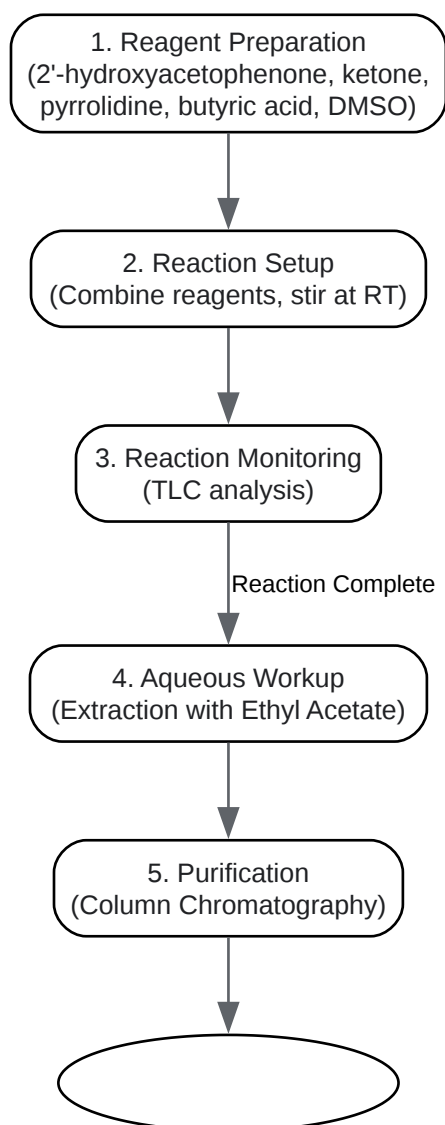 1. Reagent Preparation
(2'-hydroxyacetophenone, ketone,
pyrrolidine, butyric acid, DMSO)
2. Reaction Setup
(Combine reagents, stir at RT)
3. Reaction Monitoring
(TLC analysis)
Reaction Complete
4. Aqueous Workup
(Extraction with Ethyl Acetate)
5. Purification
(Column Chromatography)